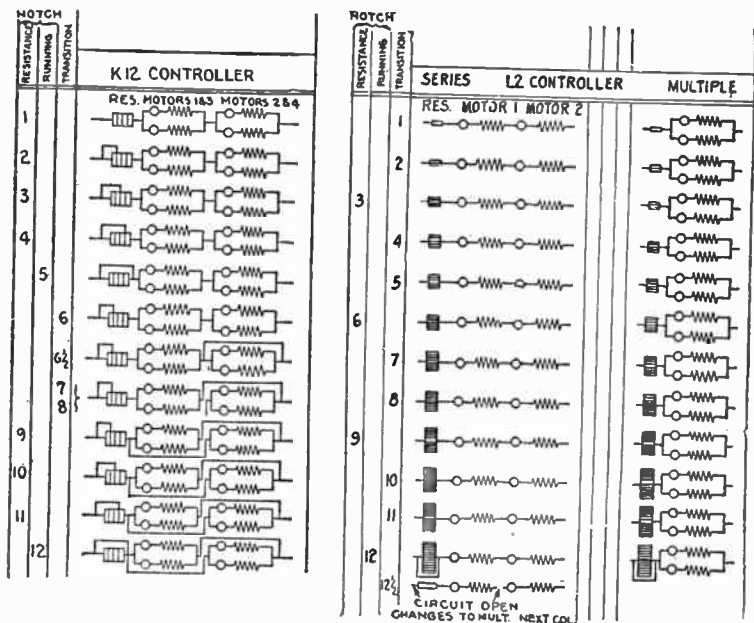 NOTCH
RESISTANCE
RUNNING
TRANSITION
K12 CONTROLLER
RES. MOTORS 1&3 MOTORS 2&4
1
2
3
4
5
6
6½
7
8
9
10
11
12
NOTCH
RESISTANCE
RUNNING
TRANSITION
SERIES L2 CONTROLLER MULTIPLE
RES. MOTOR 1 MOTOR 2
1
2
3
4
5
6
7
8
9
10
11
12
12½
CIRCUIT OPEN
CHANGES TO MULT. NEXT COL.